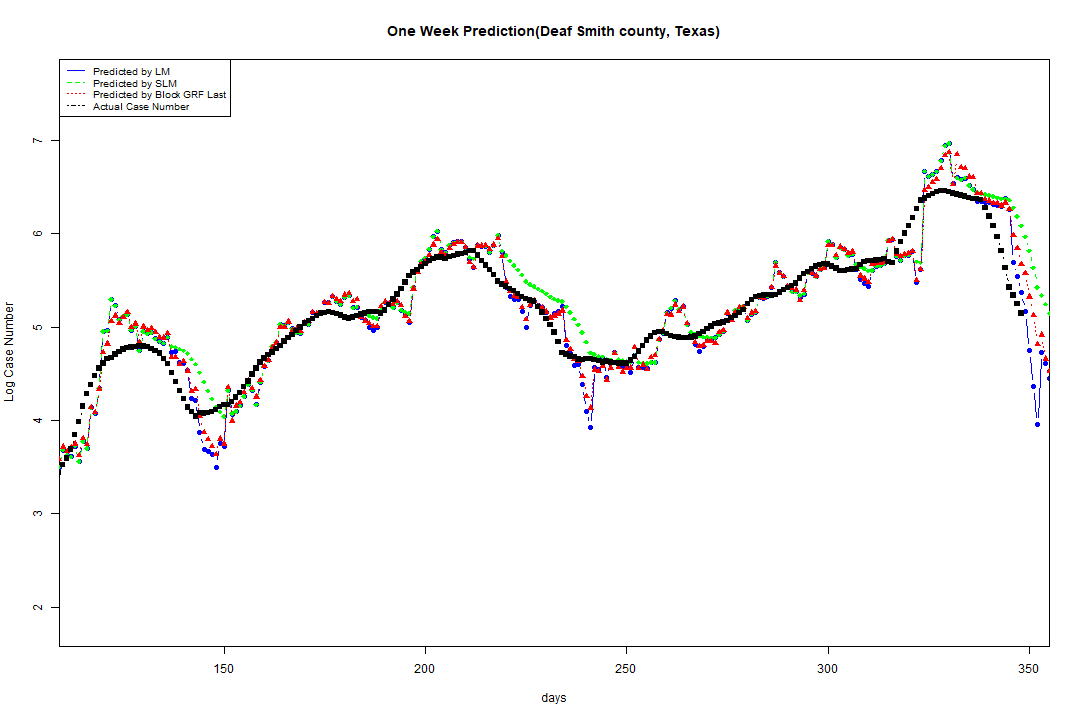 One Week Prediction(Deaf Smith county, Texas)
Predicted by LM
Predicted by SLM
Predicted by Block GRF Last
Actual Case Number
7
6
5
4
3
2
Log Case Number
150 200 250 300 350
days